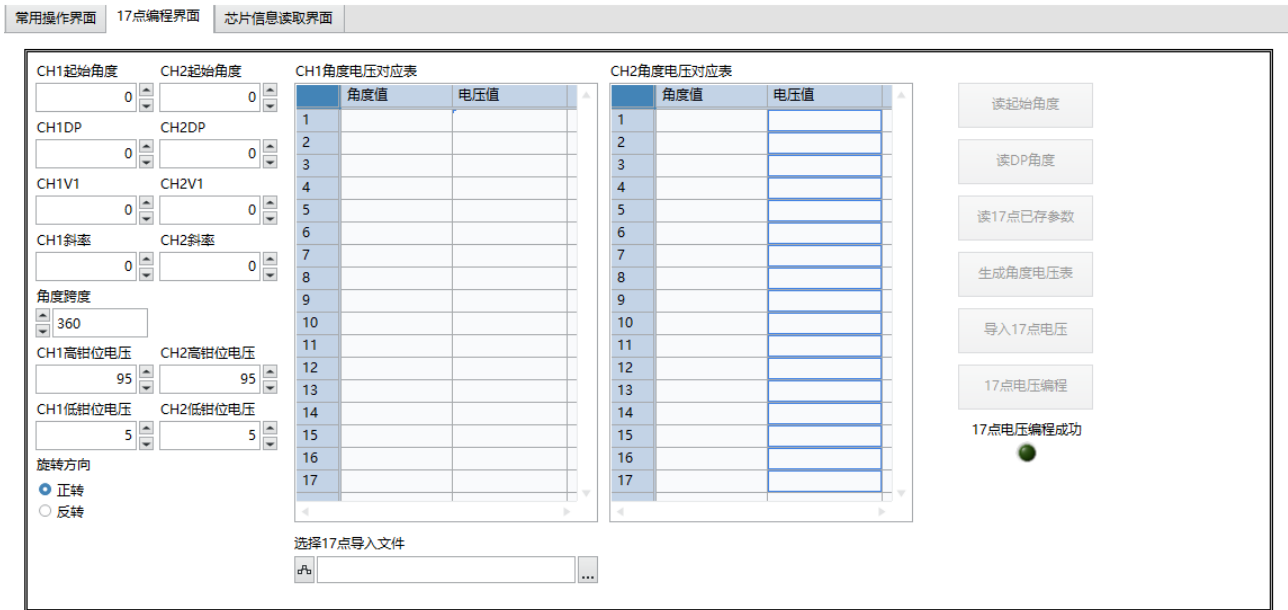 常用操作界面 17点编程界面 芯片信息读取界面
CH1起始角度 CH2起始角度 CH1角度电压对应表 CH2角度电压对应表
0 0 角度值 电压值 角度值 电压值 读起始角度
CH1DP CH2DP 1 1
0 0 2 2 读DP角度
3 3
CH1V1 CH2V1 4 4
0 0 5 5 读17点已存参数
CH1斜率 CH2斜率 6 6
0 0 7 7
8 8 生成角度电压表
角度跨度 9 9
360 10 10 导入17点电压
CH1高钳位电压 CH2高钳位电压 11 11
95 95 12 12
13 13 17点电压编程
CH1低钳位电压 CH2低钳位电压 14 14
5 5 15 15 17点电压编程成功
旋转方向 16 16
正转 17 17
反转
选择17点导入文件
...